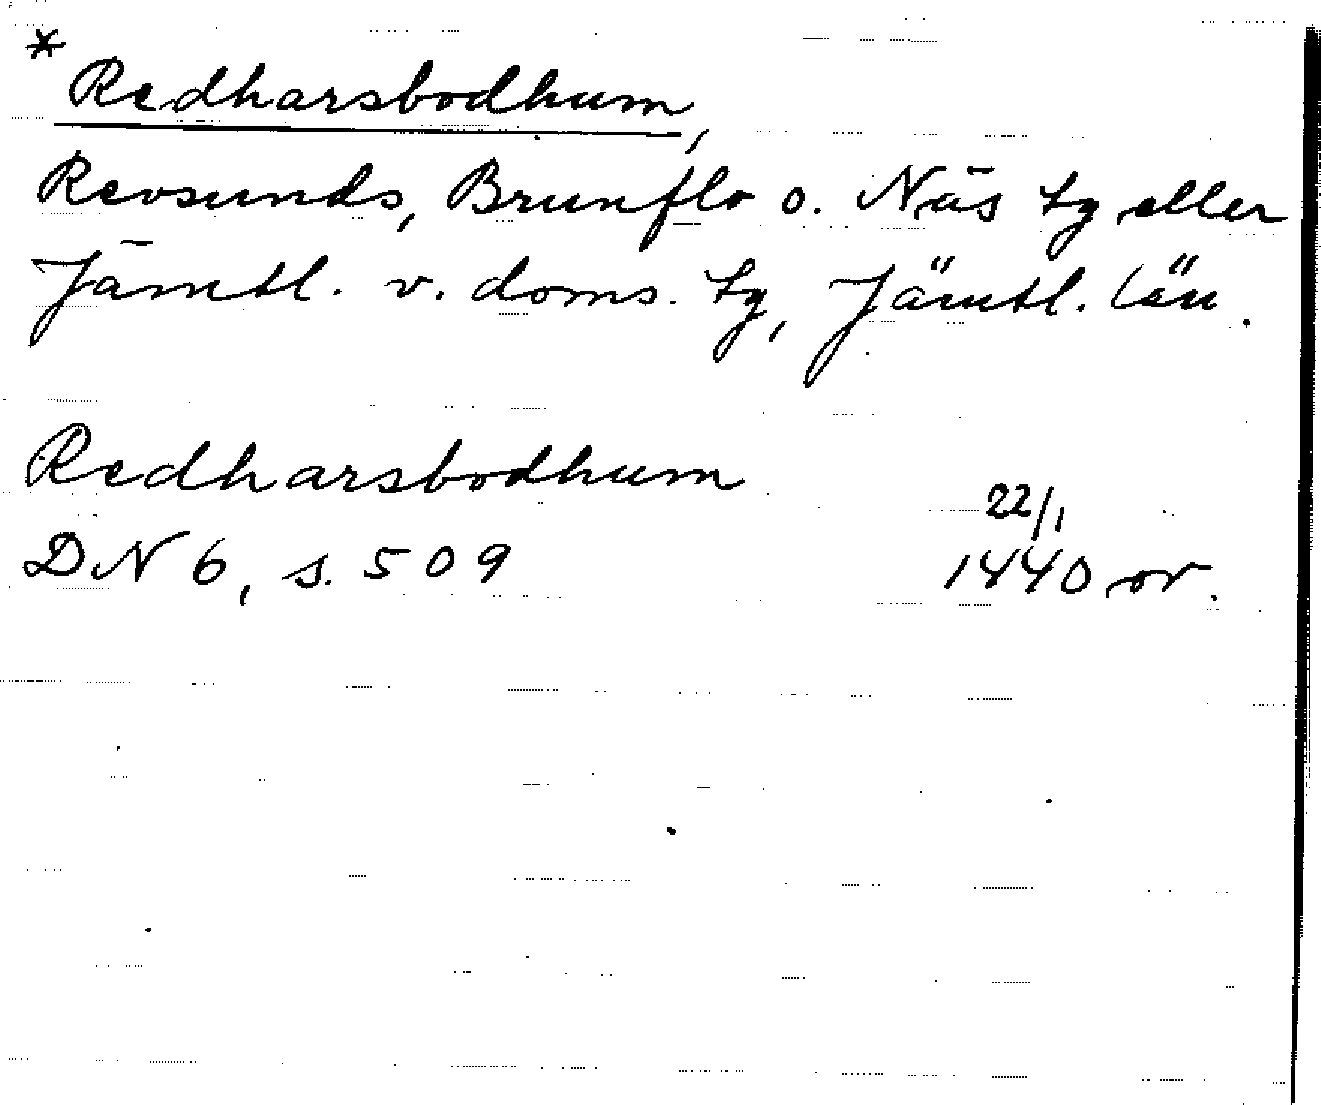 * Redharsbodhum,
Revsunds, Brunflo o. Näs tg eller
Jämtl. v. doms. tg, Jämtl. län.
Redharsbodhum
22/1
DN 6, s. 509 1440 or.